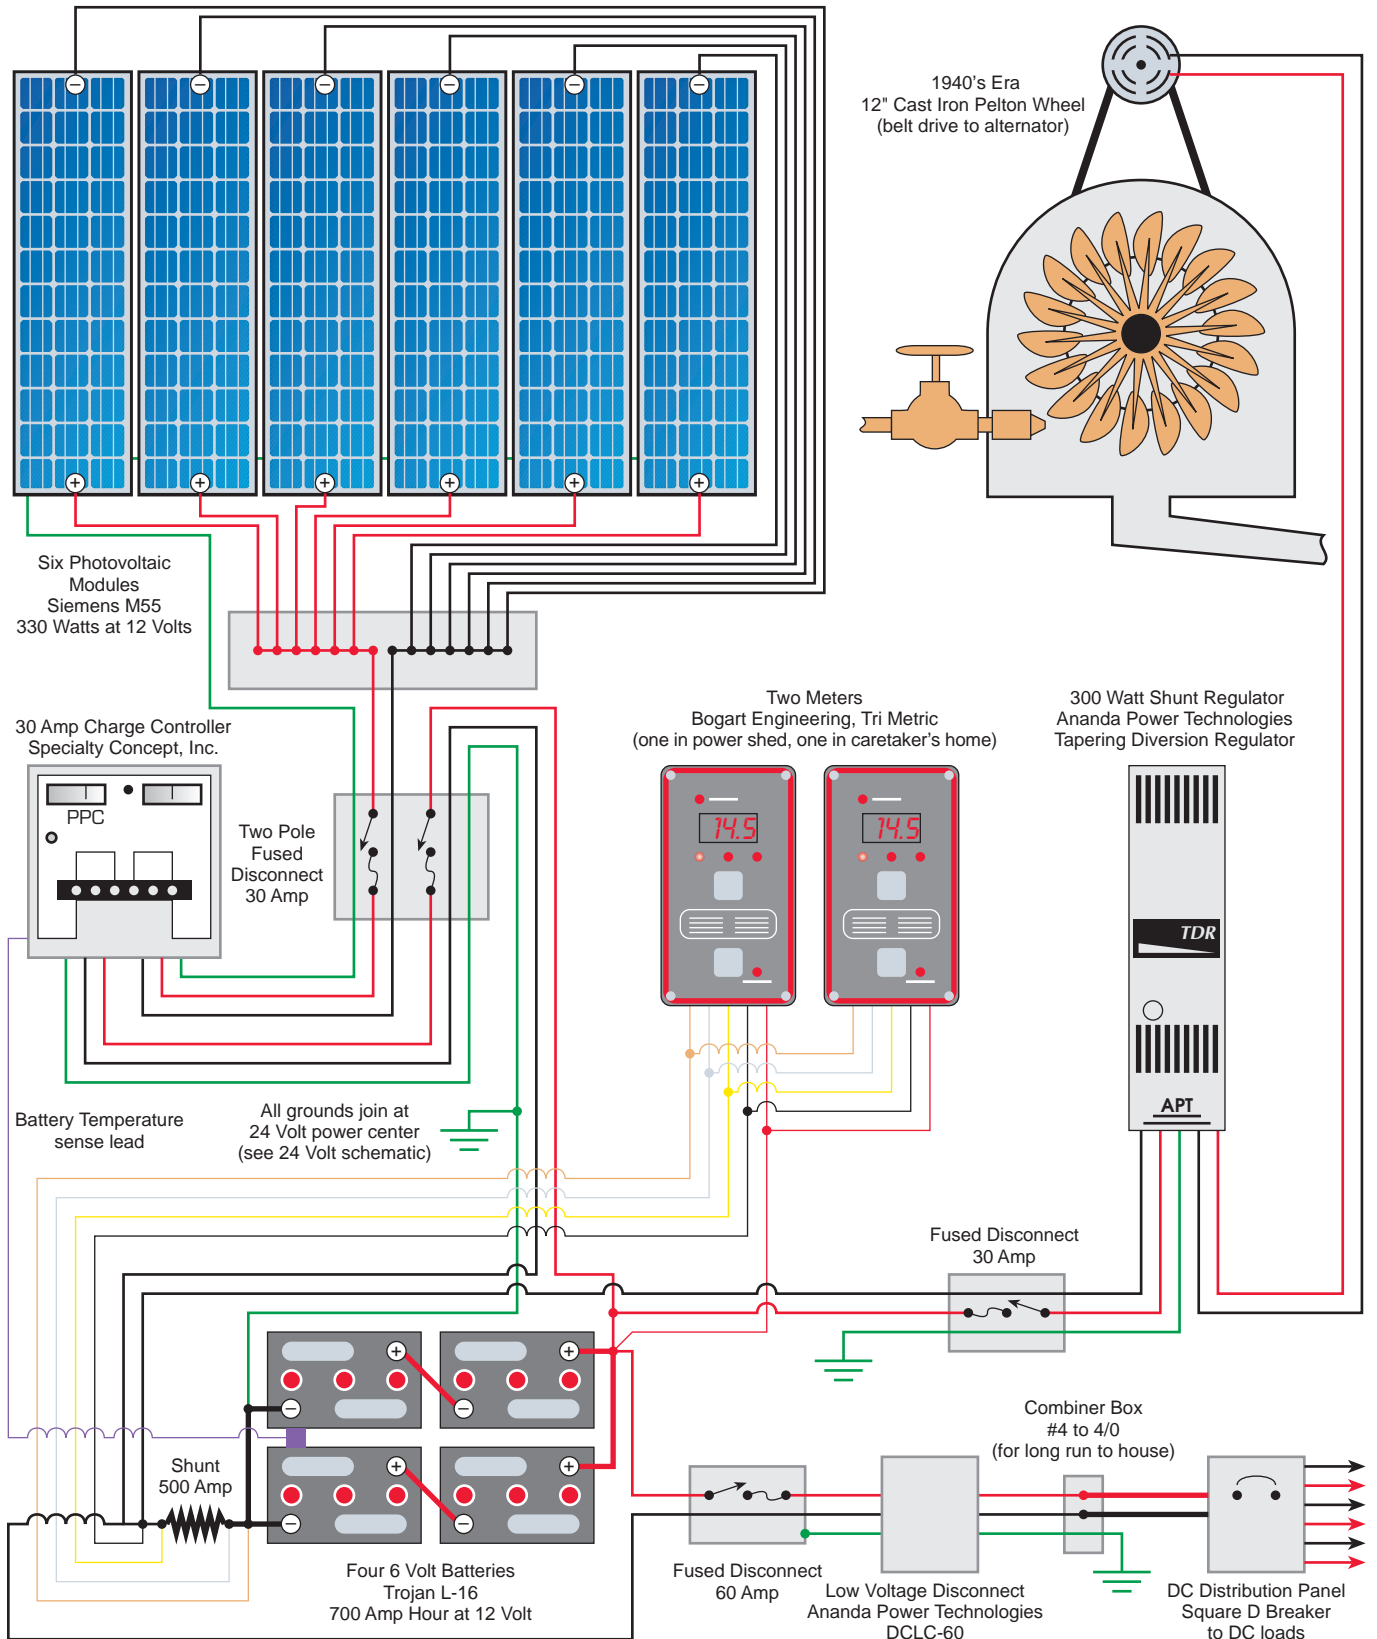 1940's Era
12" Cast Iron Pelton Wheel
(belt drive to alternator)
Six Photovoltaic
Modules
Siemens M55
330 Watts at 12 Volts
30 Amp Charge Controller
Specialty Concept, Inc.
PPC
Two Pole
Fused
Disconnect
30 Amp
Two Meters
Bogart Engineering, Tri Metric
(one in power shed, one in caretaker's home)
14.5
14.5
300 Watt Shunt Regulator
Ananda Power Technologies
Tapering Diversion Regulator
TDR
APT
Battery Temperature
sense lead
All grounds join at
24 Volt power center
(see 24 Volt schematic)
Fused Disconnect
30 Amp
Shunt
500 Amp
Four 6 Volt Batteries
Trojan L-16
700 Amp Hour at 12 Volt
Fused Disconnect
60 Amp
Low Voltage Disconnect
Ananda Power Technologies
DCLC-60
Combiner Box
#4 to 4/0
(for long run to house)
DC Distribution Panel
Square D Breaker
to DC loads